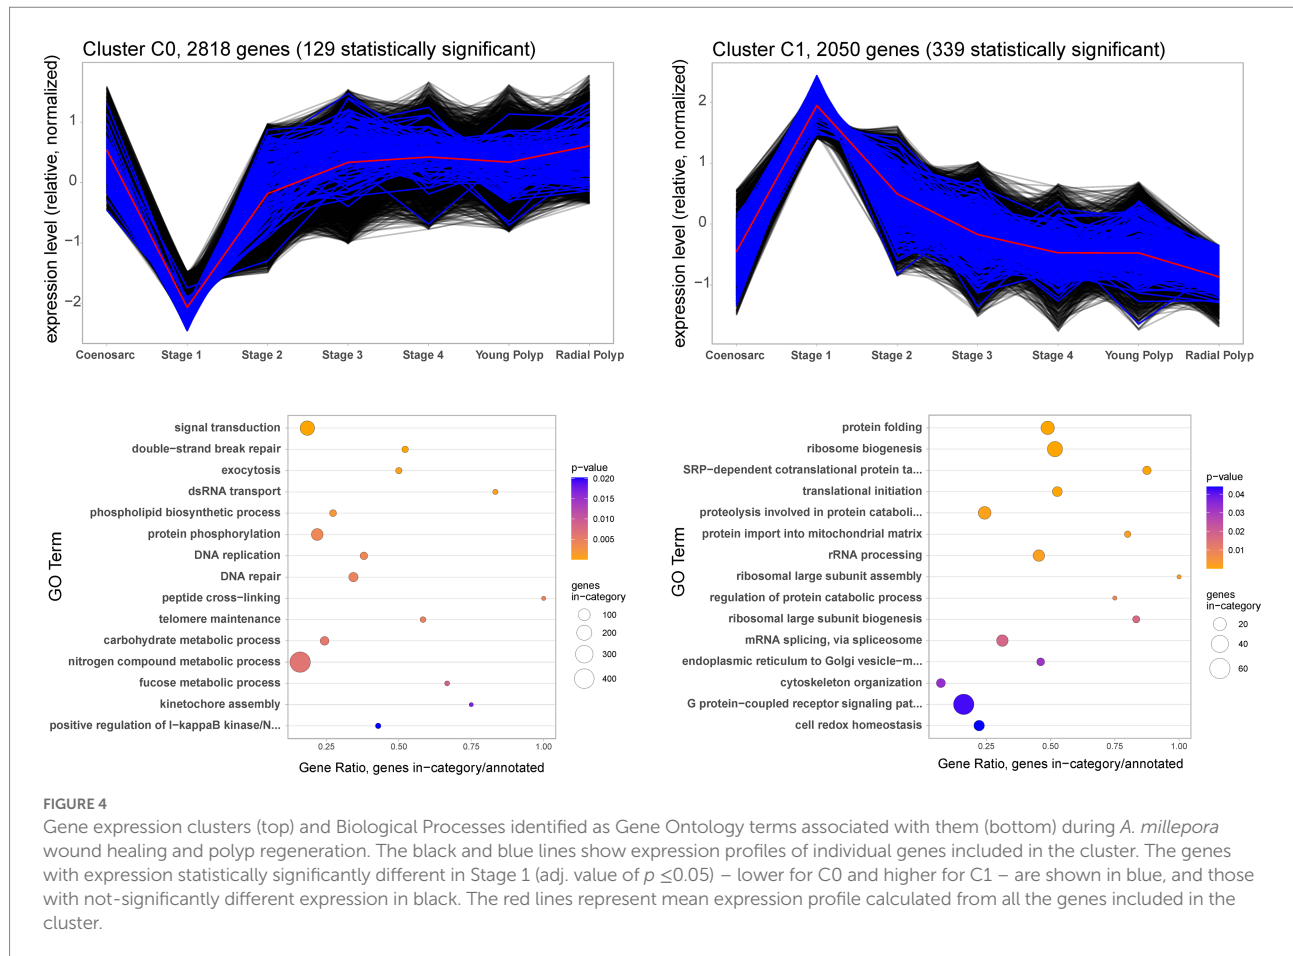 Cluster C0, 2818 genes (129 statistically significant)
expression level (relative, normalized)
1
0
−1
−2
Coenosarc Stage 1 Stage 2 Stage 3 Stage 4 Young Polyp Radial Polyp
Cluster C1, 2050 genes (339 statistically significant)
expression level (relative, normalized)
2
1
0
−1
Coenosarc Stage 1 Stage 2 Stage 3 Stage 4 Young Polyp Radial Polyp
GO Term
signal transduction
double−strand break repair
exocytosis
dsRNA transport
phospholipid biosynthetic process
protein phosphorylation
DNA replication
DNA repair
peptide cross−linking
telomere maintenance
carbohydrate metabolic process
nitrogen compound metabolic process
fucose metabolic process
kinetochore assembly
positive regulation of I−kappaB kinase/N...
0.25 0.50 0.75 1.00
Gene Ratio, genes in−category/annotated
p−value
0.020
0.015
0.010
0.005
genes
in−category
100
200
300
400
GO Term
protein folding
ribosome biogenesis
SRP−dependent cotranslational protein ta...
translational initiation
proteolysis involved in protein cataboli...
protein import into mitochondrial matrix
rRNA processing
ribosomal large subunit assembly
regulation of protein catabolic process
ribosomal large subunit biogenesis
mRNA splicing, via spliceosome
endoplasmic reticulum to Golgi vesicle−m...
cytoskeleton organization
G protein−coupled receptor signaling pat...
cell redox homeostasis
0.25 0.50 0.75 1.00
Gene Ratio, genes in−category/annotated
p−value
0.04
0.03
0.02
0.01
genes
in−category
20
40
60
FIGURE 4
Gene expression clusters (top) and Biological Processes identified as Gene Ontology terms associated with them (bottom) during A. millepora
wound healing and polyp regeneration. The black and blue lines show expression profiles of individual genes included in the cluster. The genes
with expression statistically significantly different in Stage 1 (adj. value of p ≤0.05) – lower for C0 and higher for C1 – are shown in blue, and those
with not-significantly different expression in black. The red lines represent mean expression profile calculated from all the genes included in the
cluster.